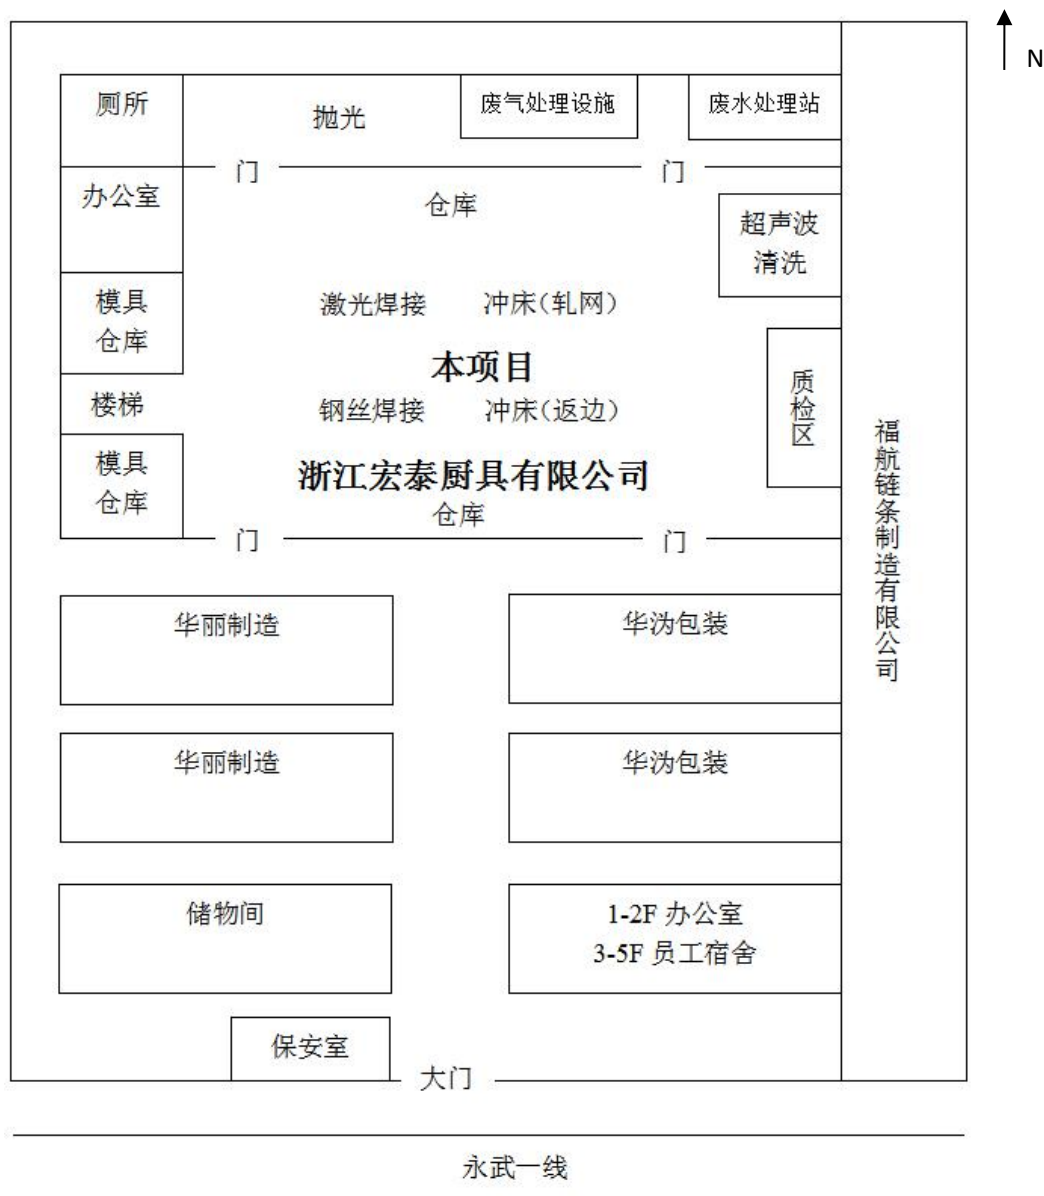 N
厕所
抛光
废气处理设施
废水处理站
门
门
办公室
仓库
超声波
清洗
模具
仓库
激光焊接
冲床（轧网）
本项目
质检区
楼梯
钢丝焊接
冲床（返边）
模具
仓库
浙江宏泰厨具有限公司
仓库
福航链条制造有限公司
门
门
华丽制造
华沩包装
华丽制造
华沩包装
储物间
1-2F 办公室
3-5F 员工宿舍
保安室
大门
永武一线